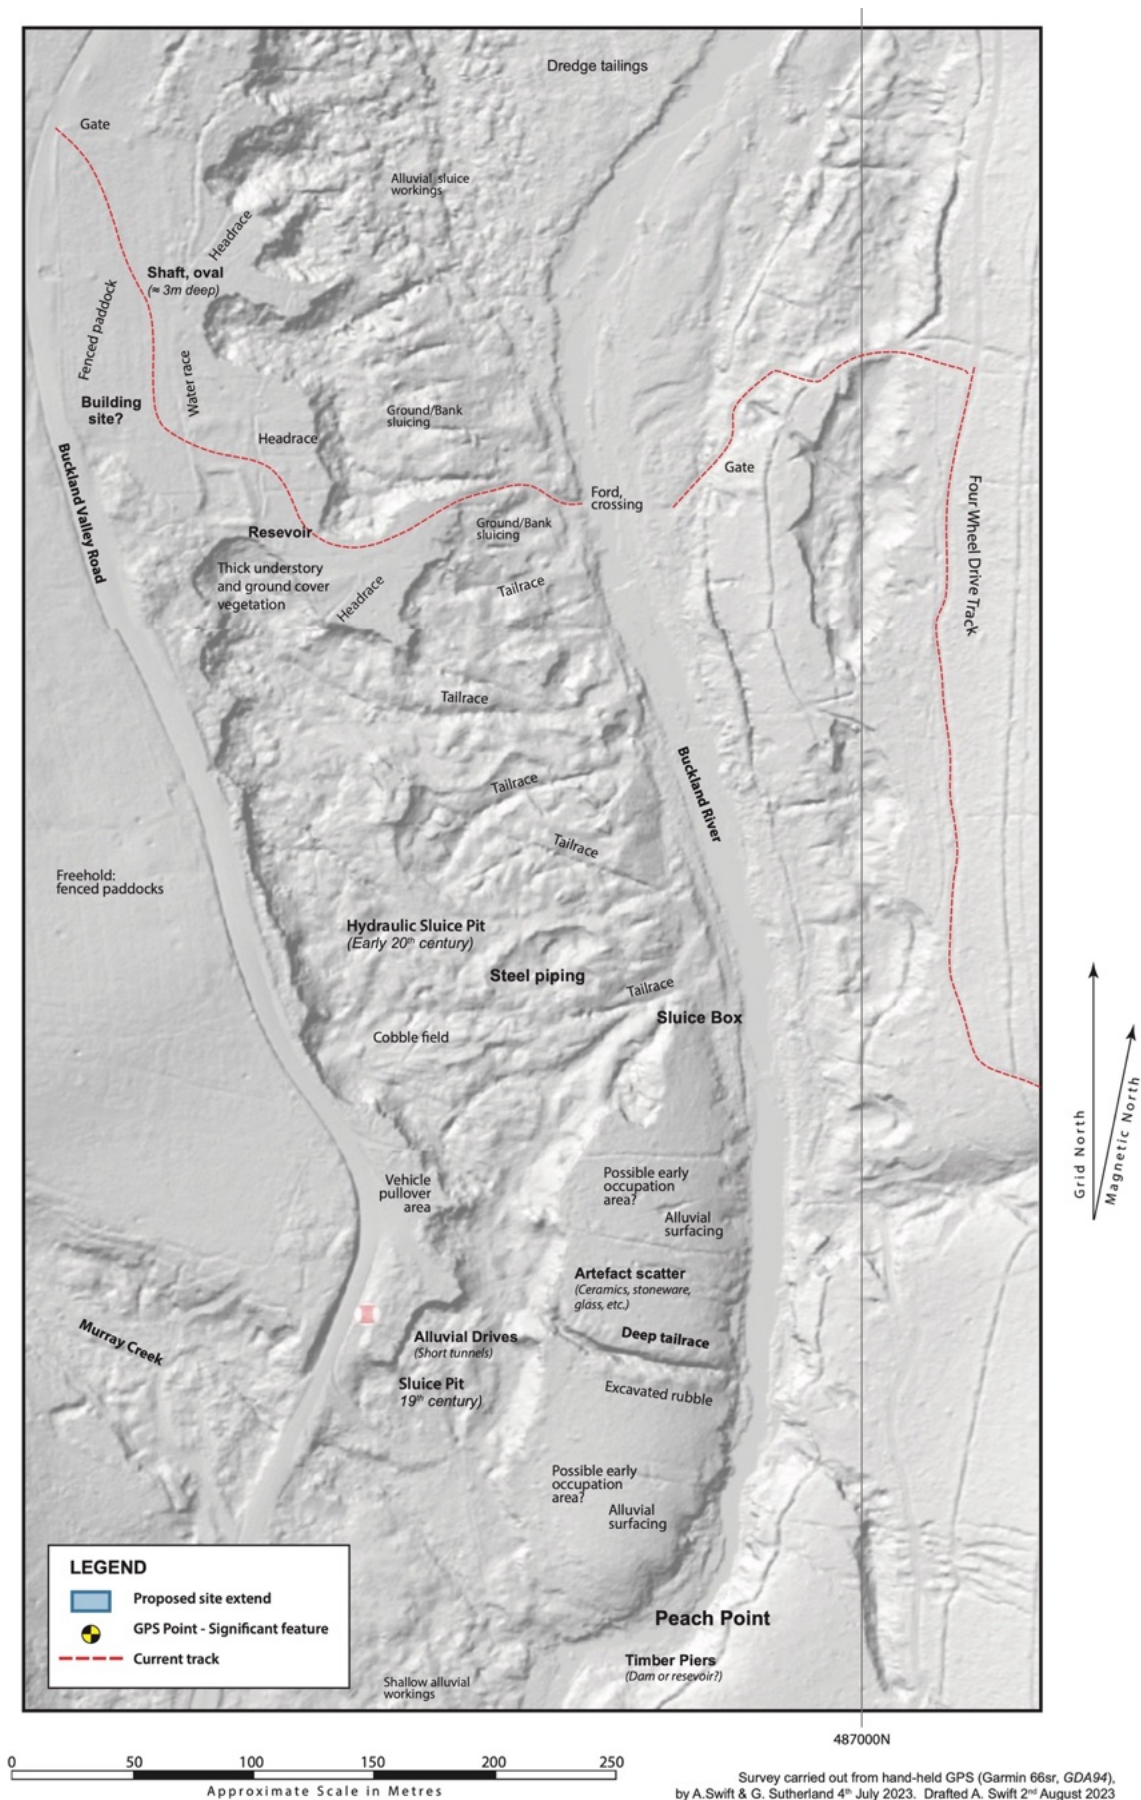 Dredge tailings
Gate
Alluvial sluice
workings
Headrace
Shaft, oval
(≈ 3m deep)
Fenced paddock
Water race
Building
site?
Ground/Bank
sluicing
Headrace
Buckland Valley Road
Gate
Ford,
crossing
Four Wheel Drive Track
Resevoir
Ground/Bank
sluicing
Thick understory
and ground cover
vegetation
Headrace
Tailrace
Tailrace
Buckland River
Tailrace
Tailrace
Freehold:
fenced paddocks
Hydraulic Sluice Pit
(Early 20th century)
Steel piping
Tailrace
Sluice Box
Cobble field
Grid North
Magnetic North
Vehicle
pullover
area
Possible early
occupation
area?
Alluvial
surfacing
Artefact scatter
(Ceramics, stoneware,
glass, etc.)
Murray Creek
Alluvial Drives
(Short tunnels)
Deep tailrace
Sluice Pit
19th century)
Excavated rubble
Possible early
occupation
area?
Alluvial
surfacing
LEGEND
Proposed site extend
GPS Point - Significant feature
Current track
Peach Point
Timber Piers
(Dam or resevoir?)
Shallow alluvial
workings
487000N
0 50 100 150 200 250
Approximate Scale in Metres
Survey carried out from hand-held GPS (Garmin 66sr, GDA94),
by A.Swift & G. Sutherland 4th July 2023. Drafted A. Swift 2nd August 2023